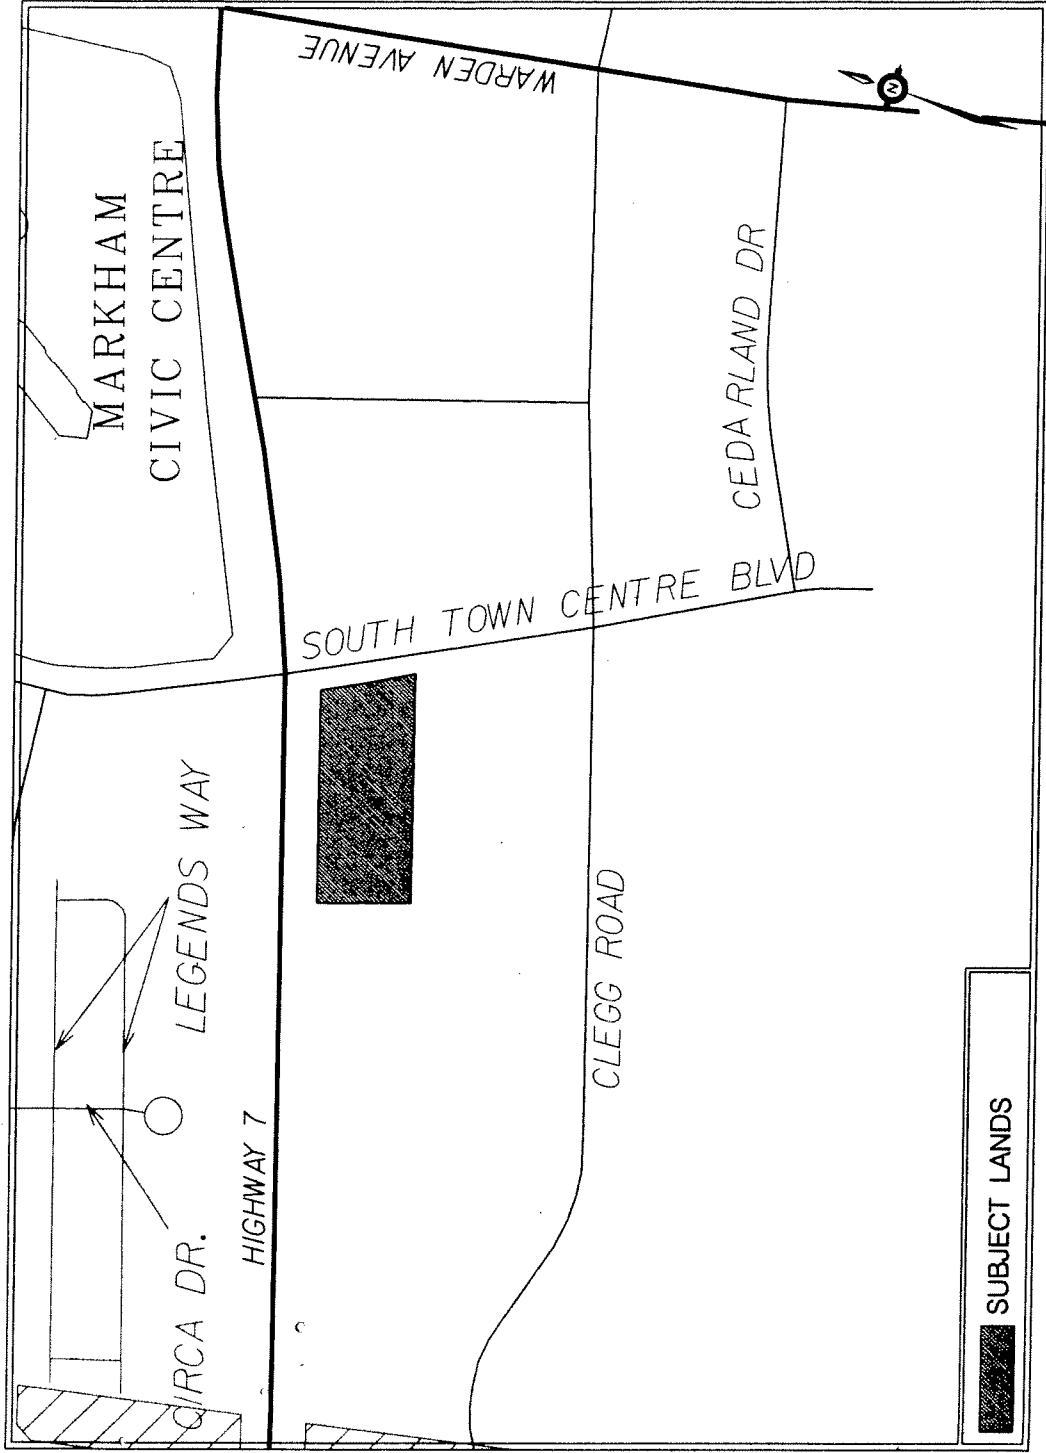 WARDEN AVENUE
MARKHAM
CIVIC CENTRE
CEDARLAND DR
SOUTH TOWN CENTRE BLVD
LEGENDS WAY
CLEGG ROAD
HIGHWAY 7
CIRCA DR.
SUBJECT LANDS
N